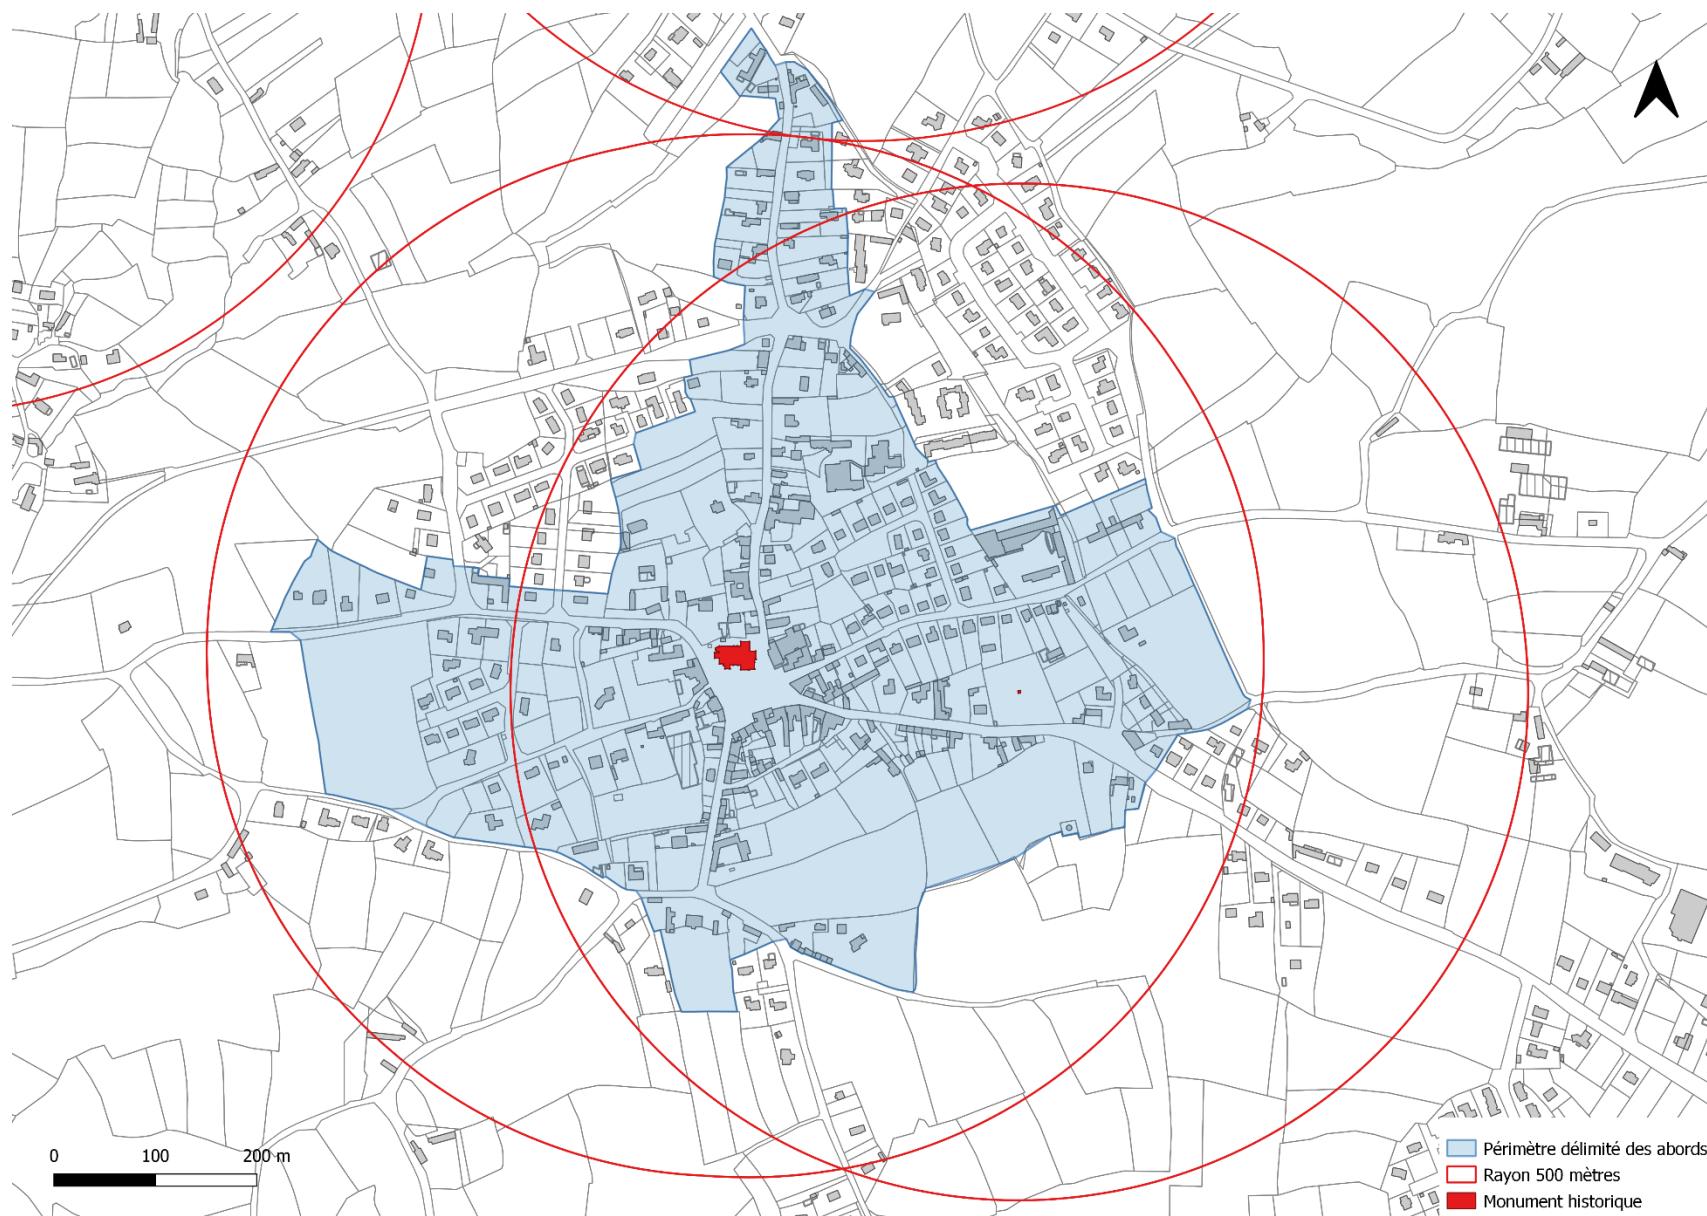 0 100 200 m
Périmètre délimité des abords
Rayon 500 mètres
Monument historique